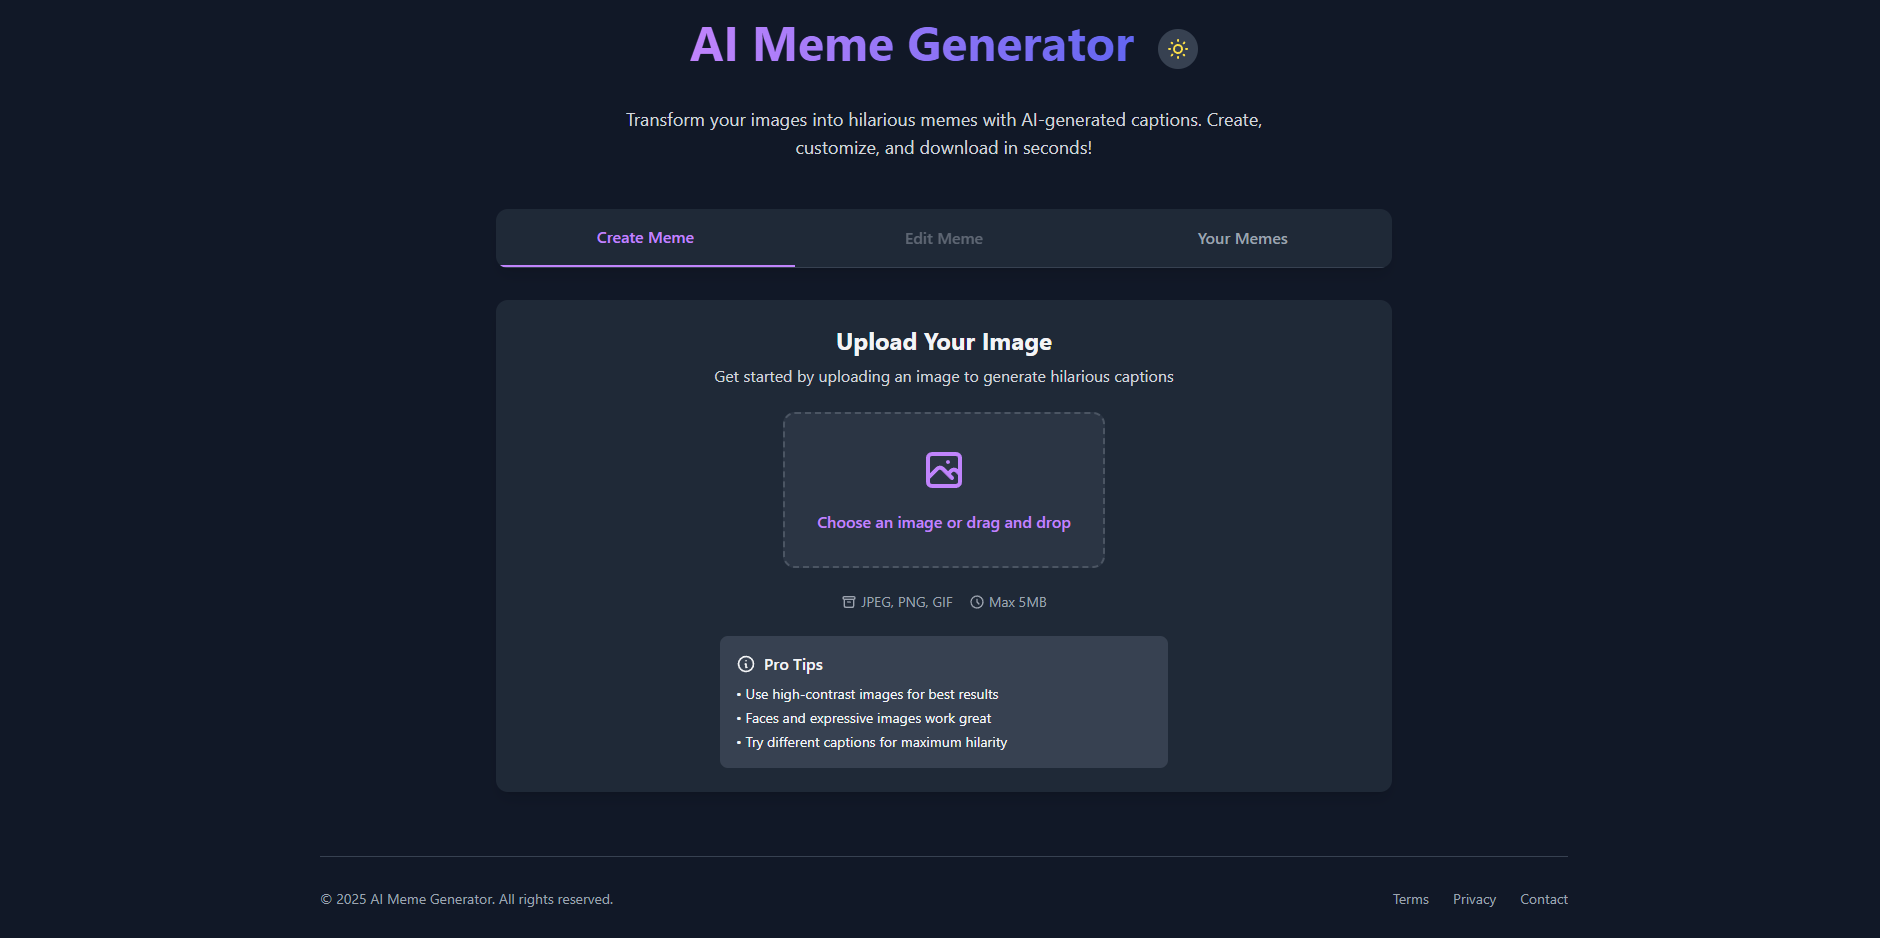 AI Meme Generator
Transform your images into hilarious memes with AI-generated captions. Create,
customize, and download in seconds!
Create Meme
Edit Meme
Your Memes
Upload Your Image
Get started by uploading an image to generate hilarious captions
Choose an image or drag and drop
JPEG, PNG, GIF
Max 5MB
Pro Tips
• Use high-contrast images for best results
• Faces and expressive images work great
• Try different captions for maximum hilarity
© 2025 AI Meme Generator. All rights reserved.
Terms
Privacy
Contact